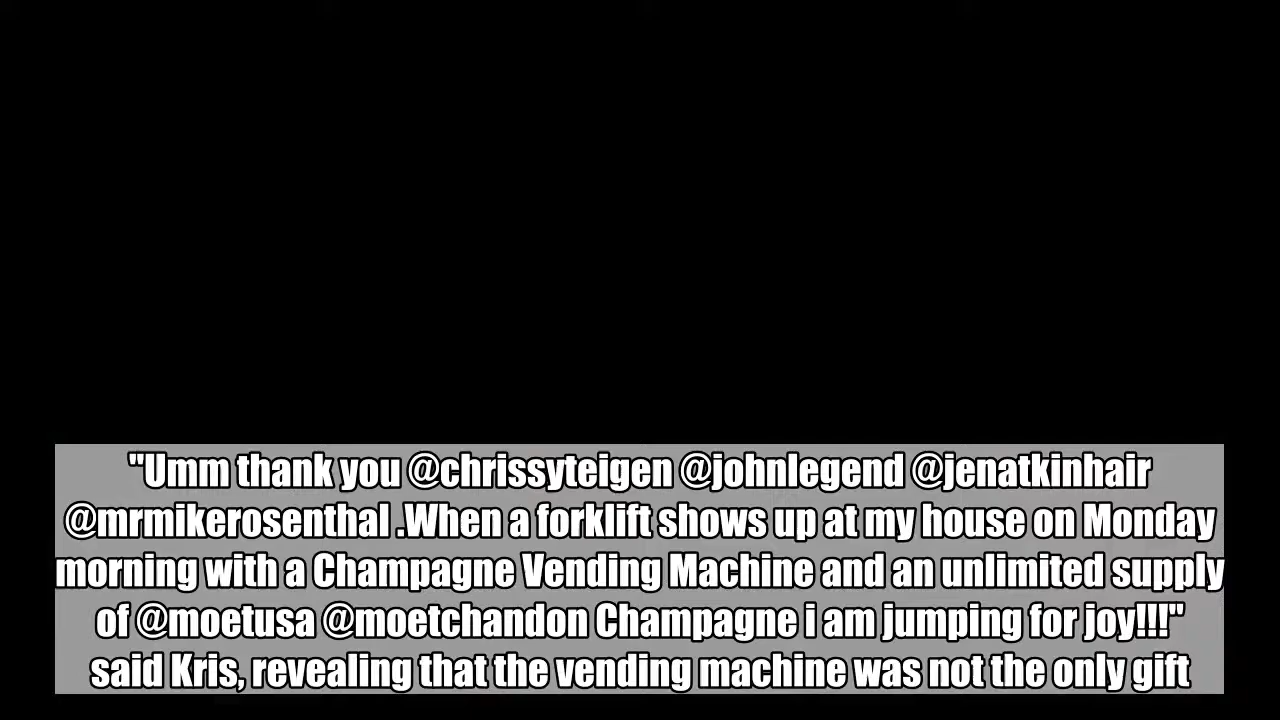 "Umm thank you @chrissyteigen @johnlegend @jenatkinhair
@mrmikerosenthal .When a forklift shows up at my house on Monday
morning with a Champagne Vending Machine and an unlimited supply
of @moetusa @moetchandon Champagne i am jumping for joy!!!"
said Kris, revealing that the vending machine was not the only gift